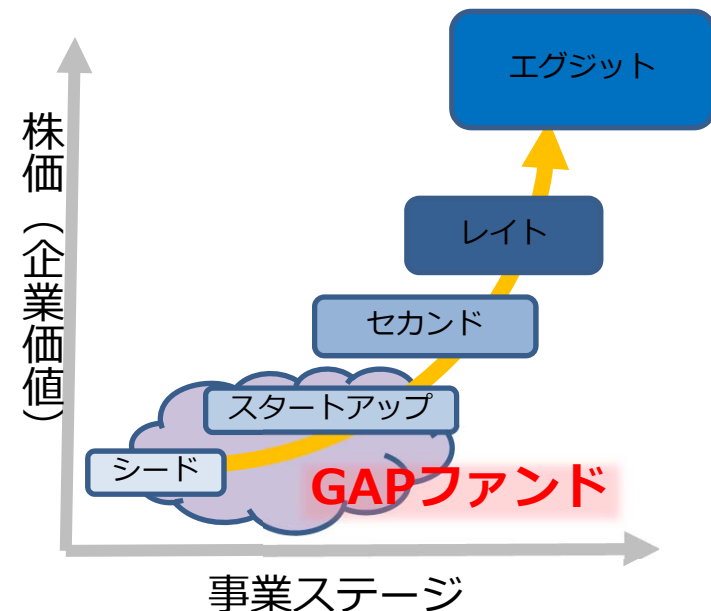 エグジット
株価（企業価値）
レイト
セカンド
スタートアップ
シード
GAPファンド
事業ステージ